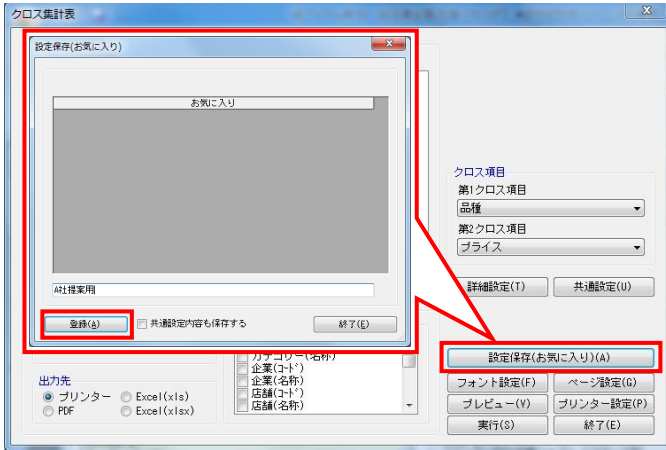 クロス集計表
設定保存(お気に入り)
お気に入り
A社提案用
登録(A)
共通設定内容も保存する
終了(E)
クロス項目
第1クロス項目
品種
第2クロス項目
プライス
詳細設定(T)
共通設定(U)
設定保存(お気に入り)(A)
フォント設定(F)
ページ設定(G)
プレビュー(V)
プリンター設定(P)
実行(S)
終了(E)
カテゴリー(名称)
企業(コード)
企業(名称)
店舗(コード)
店舗(名称)
出力先
プリンター
Excel(xls)
PDF
Excel(xlsx)